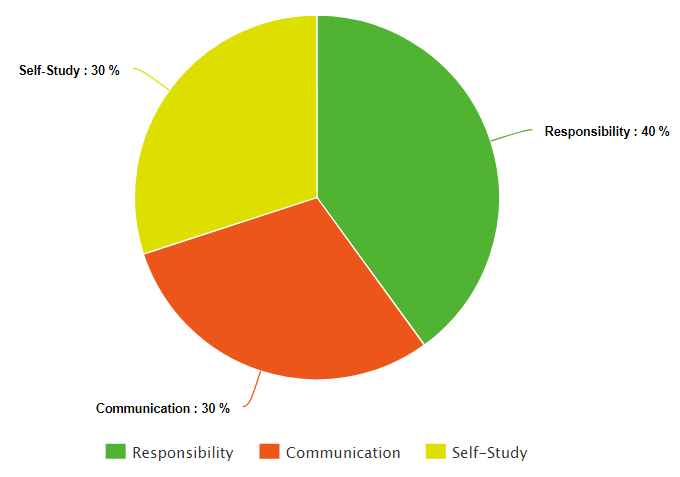 Self-Study : 30 %
Responsibility : 40 %
Communication : 30 %
Responsibility Communication Self-Study